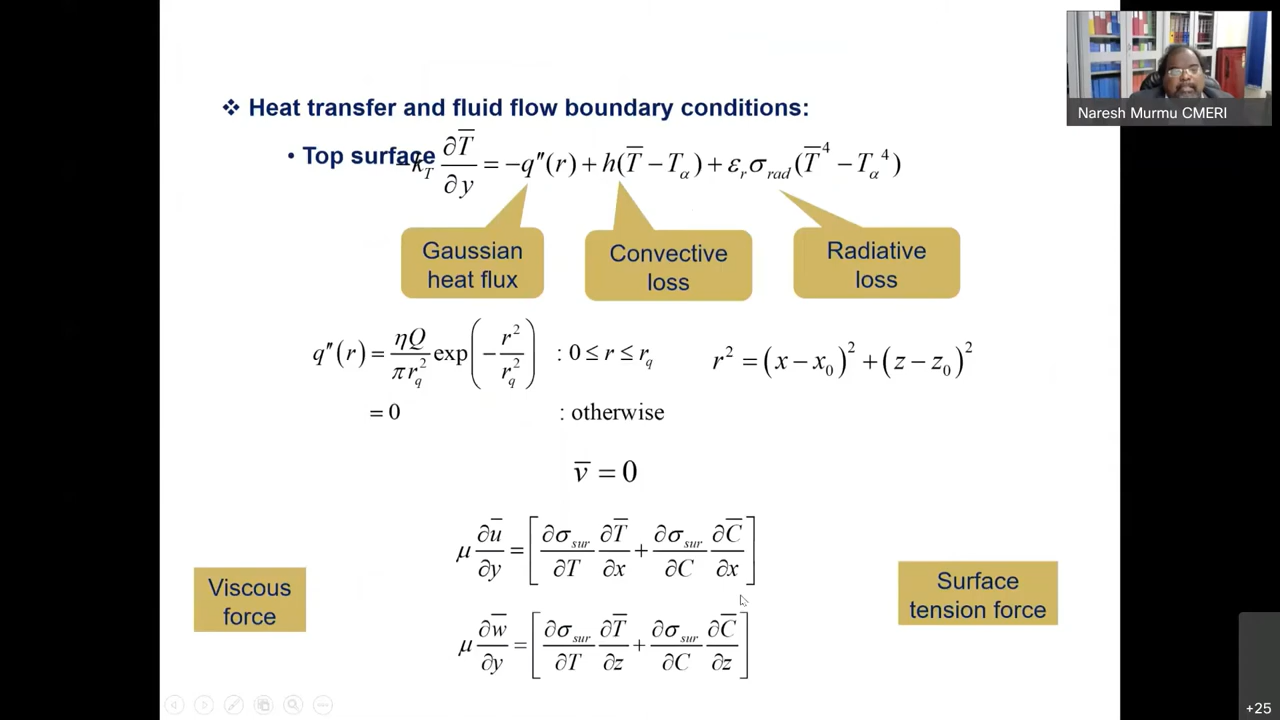 ❖ Heat transfer and fluid flow boundary conditions:
• Top surface
-k_T ∂T̅/∂y = -q″(r) + h(T̅ - T_α) + ε_r σ_rad (T̅⁴ - T_α⁴)
Gaussian heat flux
Convective loss
Radiative loss
q″(r) = ηQ/(π r_q²) exp(-r²/r_q²) : 0 ≤ r ≤ r_q
r² = (x - x₀)² + (z - z₀)²
= 0 : otherwise
v̅ = 0
μ ∂u̅/∂y = [∂σ_sur/∂T ∂T̅/∂x + ∂σ_sur/∂C ∂C̅/∂x]
Viscous force
Surface tension force
μ ∂w̅/∂y = [∂σ_sur/∂T ∂T̅/∂z + ∂σ_sur/∂C ∂C̅/∂z]
Naresh Murmu CMERI
+25